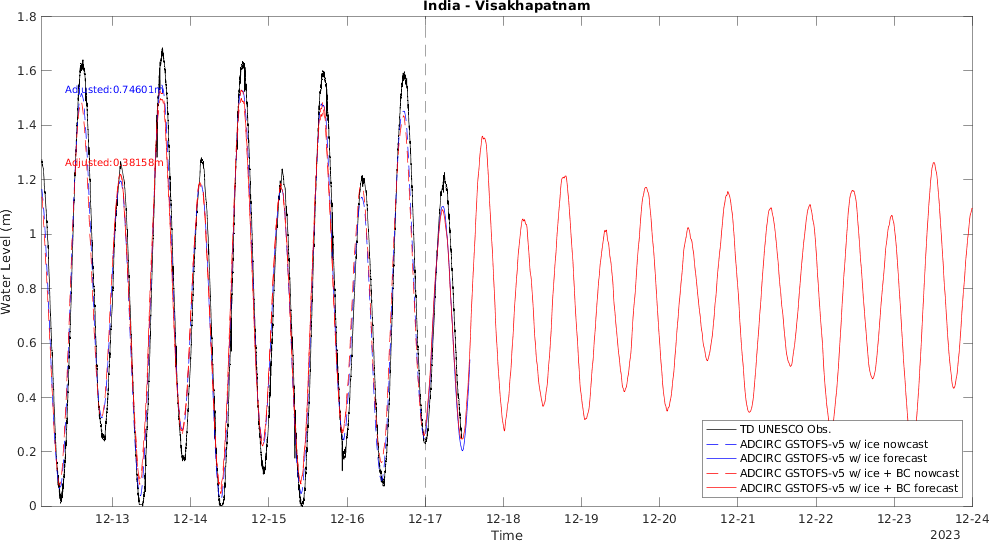 India - Visakhapatnam
1.8
1.6
1.4
1.2
1
0.8
0.6
0.4
0.2
0
Water Level (m)
Adjusted:0.74601m
Adjusted:0.38158m
TD UNESCO Obs.
ADCIRC GSTOFS-v5 w/ ice nowcast
ADCIRC GSTOFS-v5 w/ ice forecast
ADCIRC GSTOFS-v5 w/ ice + BC nowcast
ADCIRC GSTOFS-v5 w/ ice + BC forecast
12-13 12-14 12-15 12-16 12-17 12-18 12-19 12-20 12-21 12-22 12-23 12-24
Time
2023